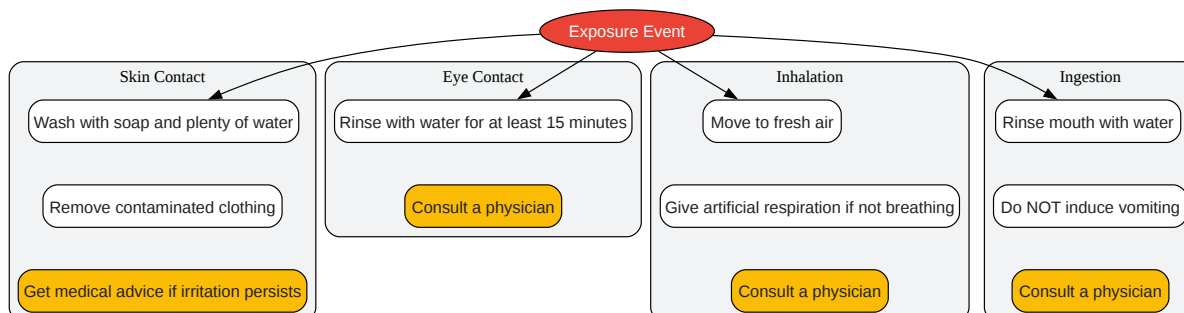 Exposure Event
Skin Contact
Wash with soap and plenty of water
Remove contaminated clothing
Get medical advice if irritation persists
Eye Contact
Rinse with water for at least 15 minutes
Consult a physician
Inhalation
Move to fresh air
Give artificial respiration if not breathing
Consult a physician
Ingestion
Rinse mouth with water
Do NOT induce vomiting
Consult a physician